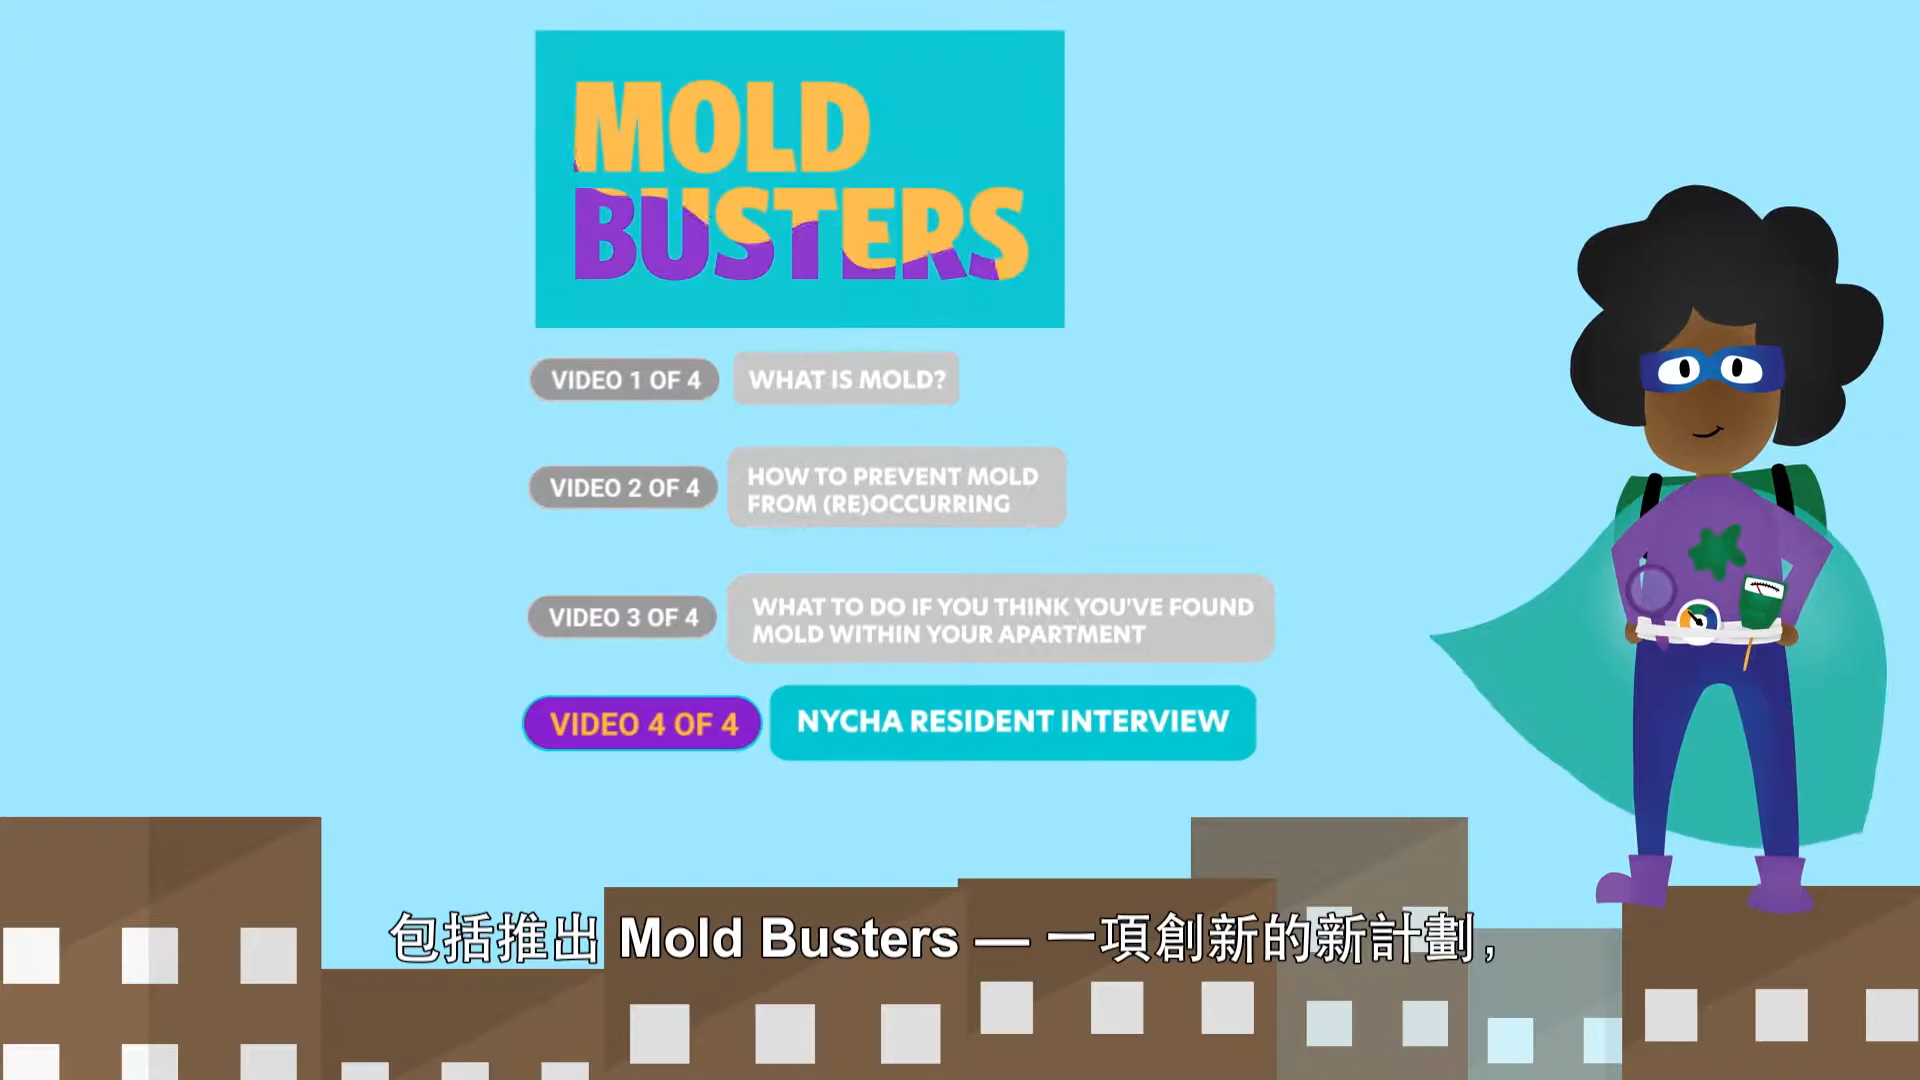 MOLD
BUSTERS
VIDEO 1 OF 4
WHAT IS MOLD?
VIDEO 2 OF 4
HOW TO PREVENT MOLD
FROM (RE)OCCURRING
VIDEO 3 OF 4
WHAT TO DO IF YOU THINK YOU'VE FOUND
MOLD WITHIN YOUR APARTMENT
VIDEO 4 OF 4
NYCHA RESIDENT INTERVIEW
包括推出 Mold Busters — 一項創新的新計劃,